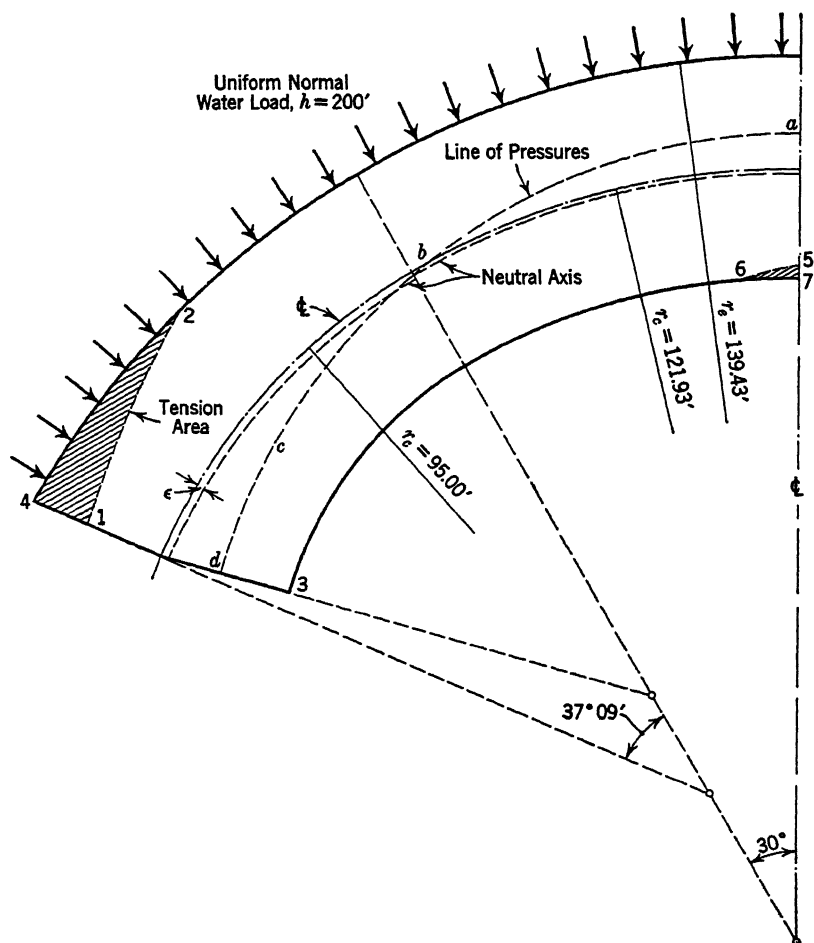 Uniform Normal
Water Load, h = 200′
a
Line of Pressures
b
Neutral Axis
5
6
7
℄
2
r_c = 121.93′
r_e = 139.43′
Tension
Area
c
r_c = 95.00′
ϵ
℄
4
1
d
3
37° 09′
30°